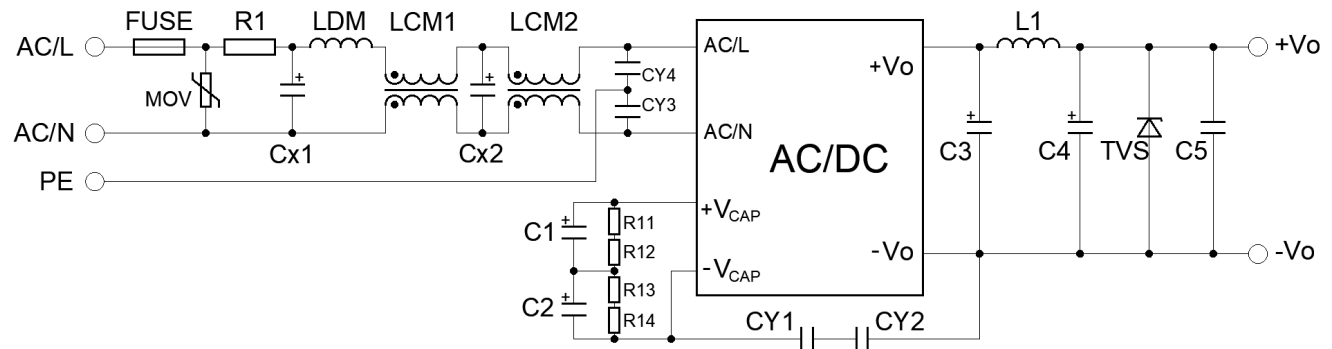 FUSE R1 LDM LCM1 LCM2
AC/L
AC/L
CY4
+Vo
L1
+Vo
MOV
+
+
CY3
AC/N
AC/N
AC/DC
+
C3
+
C4
TVS
C5
Cx1
Cx2
PE
+VCAP
-Vo
-Vo
C1
+
R11
R12
-VCAP
C2
+
R13
R14
CY1
CY2